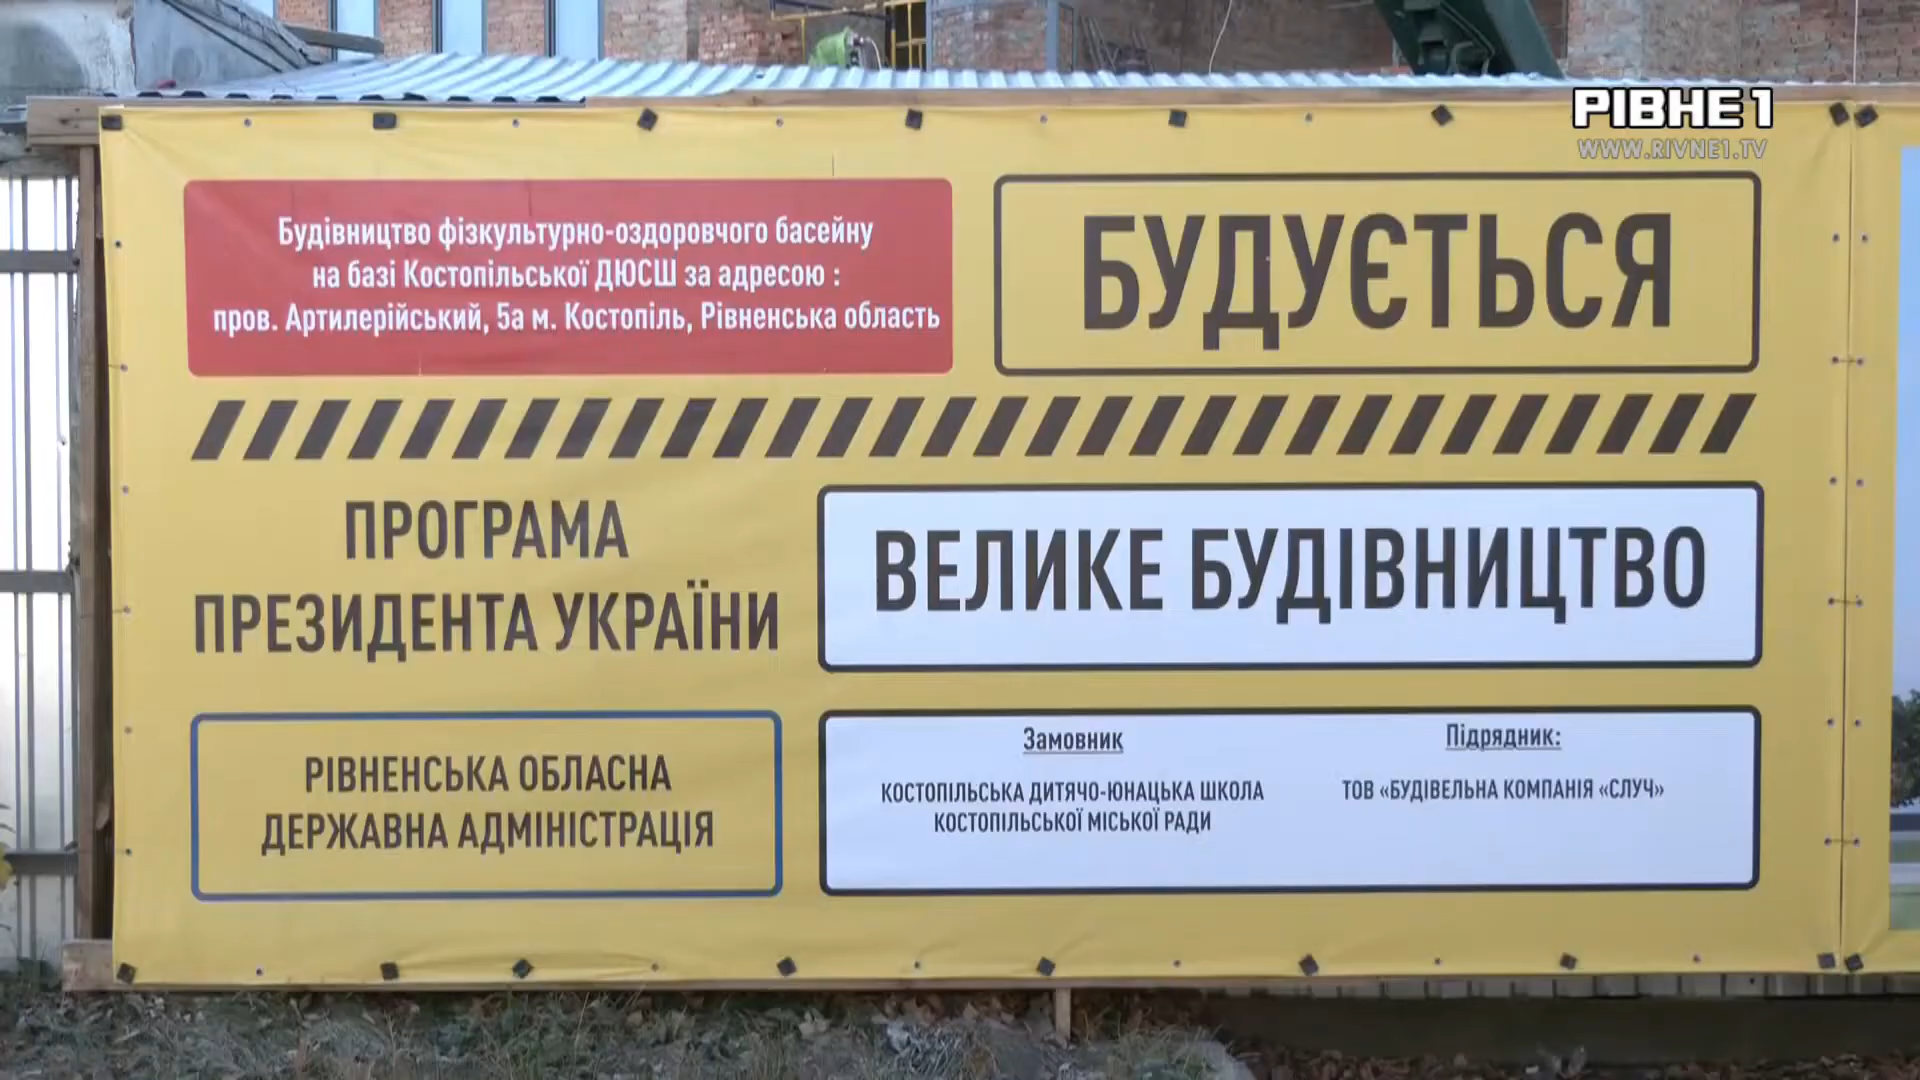 РІВНЕ 1
WWW.RIVNE1.TV
Будівництво фізкультурно-оздоровчого басейну
на базі Костопільської ДЮСШ за адресою :
пров. Артилерійський, 5а м. Костопіль, Рівненська область
БУДУЄТЬСЯ
ПРОГРАМА
ПРЕЗИДЕНТА УКРАЇНИ
ВЕЛИКЕ БУДІВНИЦТВО
РІВНЕНСЬКА ОБЛАСНА
ДЕРЖАВНА АДМІНІСТРАЦІЯ
Замовник
КОСТОПІЛЬСЬКА ДИТЯЧО-ЮНАЦЬКА ШКОЛА
КОСТОПІЛЬСЬКОЇ МІСЬКОЇ РАДИ
Підрядник:
ТОВ «БУДІВЕЛЬНА КОМПАНІЯ «СЛУЧ»